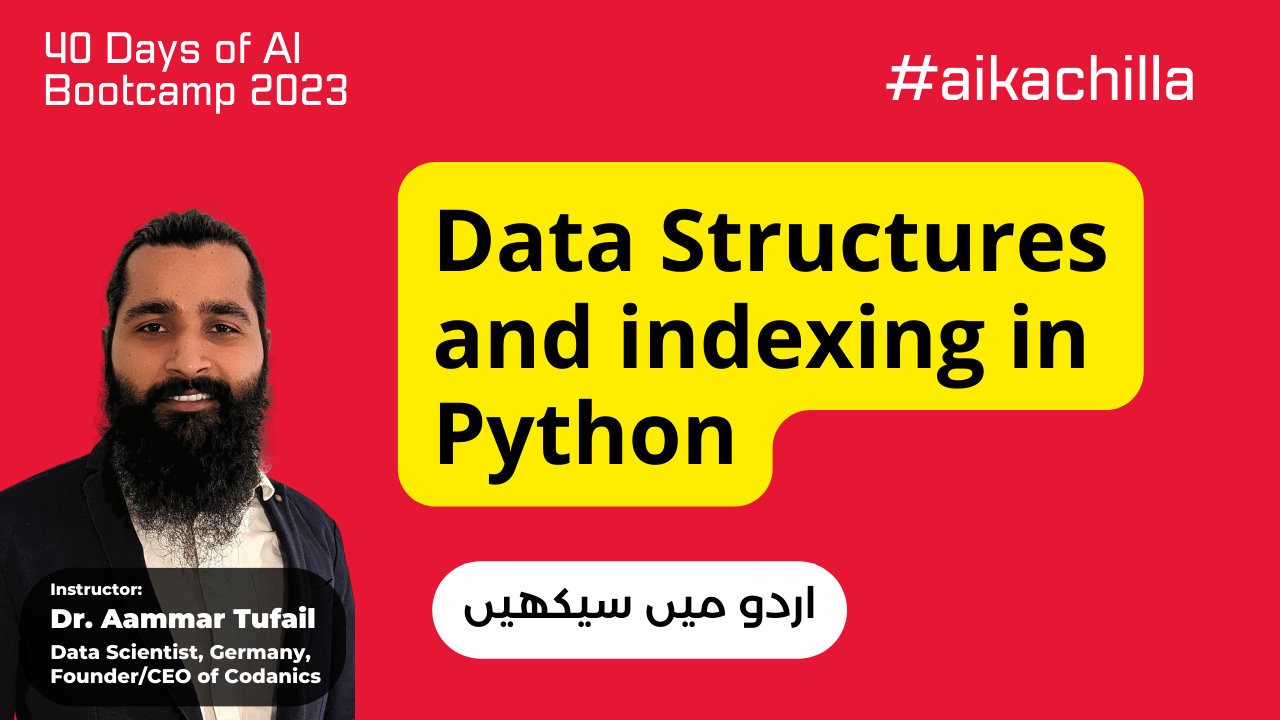 40 Days of AI
Bootcamp 2023
#aikachilla
Data Structures
and indexing in
Python
اردو میں سیکھیں
Instructor:
Dr. Aammar Tufail
Data Scientist, Germany,
Founder/CEO of Codanics